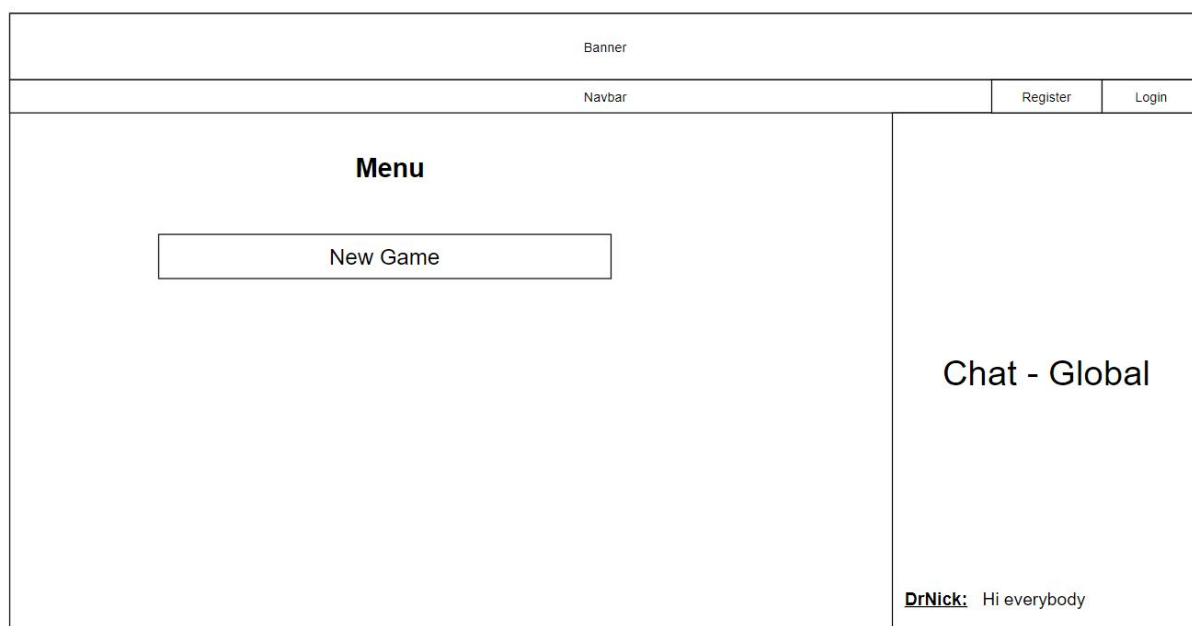 Banner
Navbar
Register
Login
Menu
New Game
Chat - Global
DrNick: Hi everybody